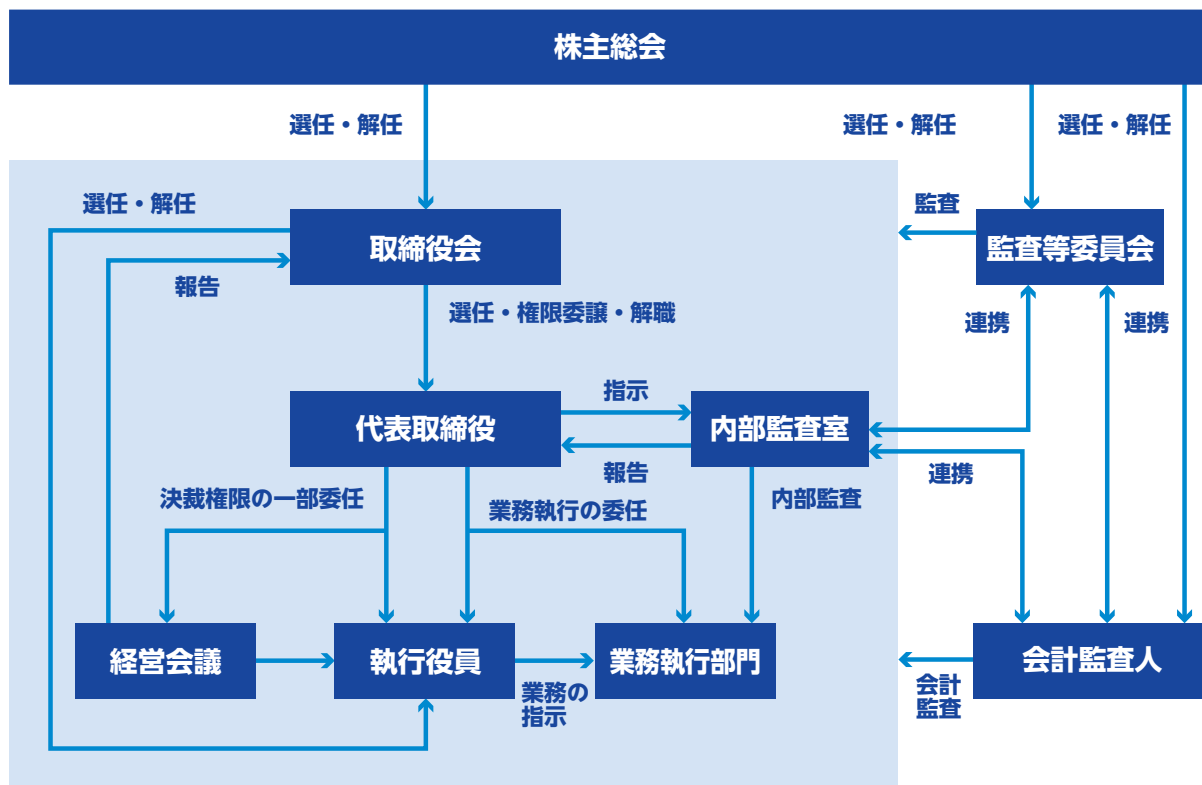 株主総会
選任・解任
選任・解任
選任・解任
選任・解任
監査
取締役会
監査等委員会
報告
選任・権限委譲・解職
連携
連携
指示
代表取締役
内部監査室
報告
連携
決裁権限の一部委任
業務執行の委任
内部監査
経営会議
執行役員
業務執行部門
会計監査人
業務の
指示
会計
監査